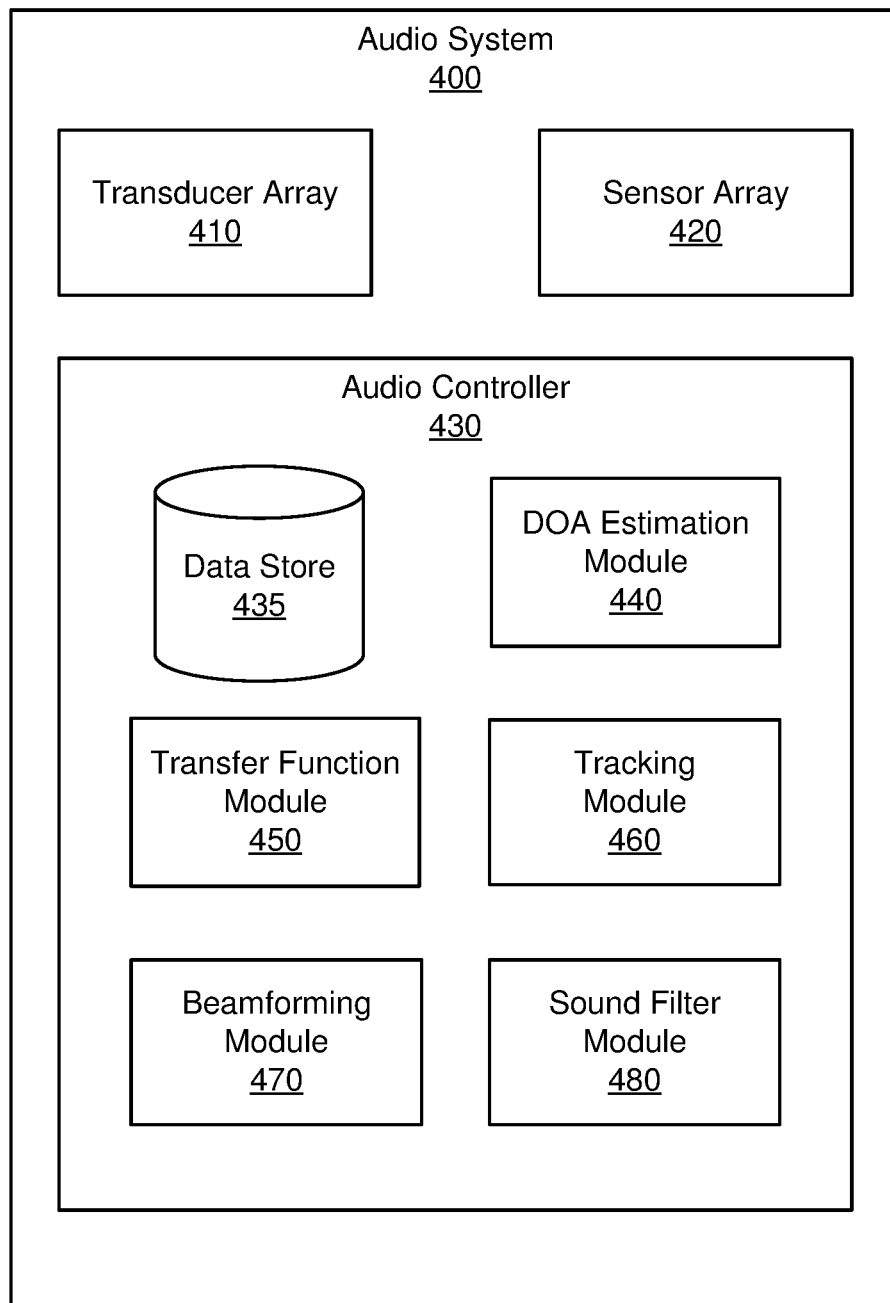 Audio System
400
Transducer Array
410
Sensor Array
420
Audio Controller
430
Data Store
435
DOA Estimation
Module
440
Transfer Function
Module
450
Tracking
Module
460
Beamforming
Module
470
Sound Filter
Module
480